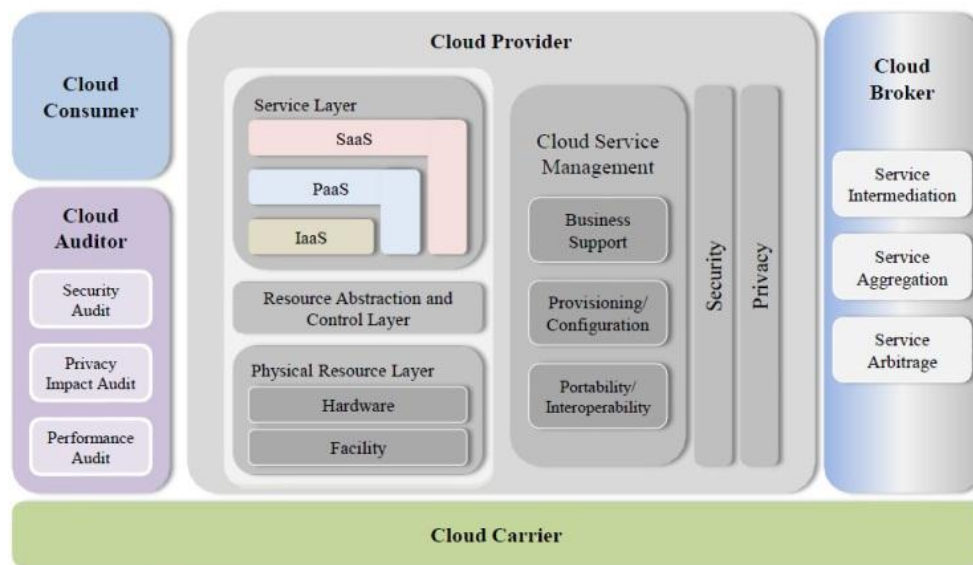 Cloud
Consumer
Cloud
Auditor
Security
Audit
Privacy
Impact Audit
Performance
Audit
Cloud Provider
Service Layer
SaaS
PaaS
IaaS
Resource Abstraction and
Control Layer
Physical Resource Layer
Hardware
Facility
Cloud Service
Management
Business
Support
Provisioning/
Configuration
Portability/
Interoperability
Security
Privacy
Cloud
Broker
Service
Intermediation
Service
Aggregation
Service
Arbitrage
Cloud Carrier